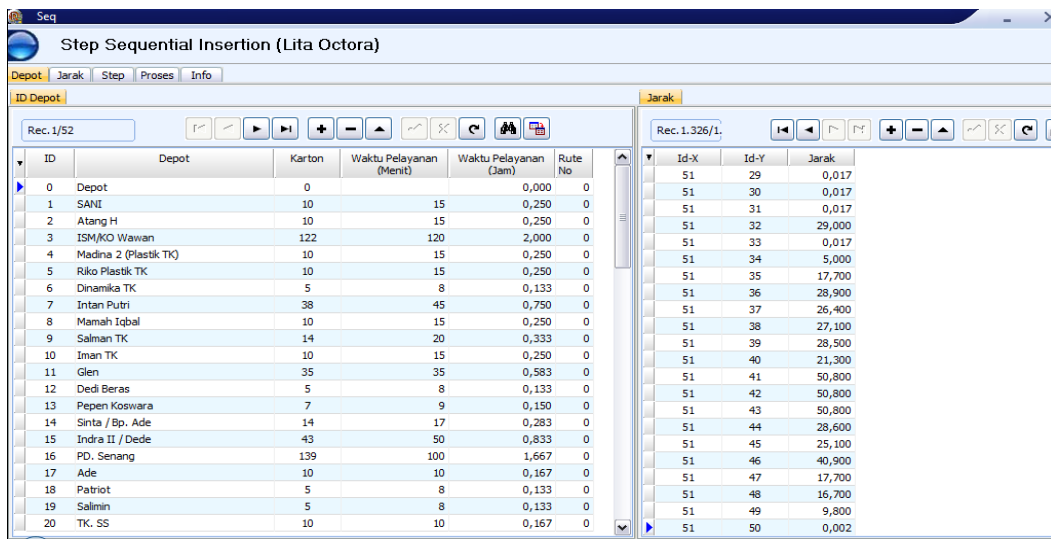 Seq
Step Sequential Insertion (Lita Octora)
Depot Jarak Step Proses Info
ID Depot
Rec. 1/52
ID Depot Karton Waktu Pelayanan (Menit) Waktu Pelayanan (Jam) Rute No
0 Depot 0 0,000 0
1 SANI 10 15 0,250 0
2 Atang H 10 15 0,250 0
3 ISM/KO Wawan 122 120 2,000 0
4 Madina 2 (Plastik TK) 10 15 0,250 0
5 Riko Plastik TK 10 15 0,250 0
6 Dinamika TK 5 8 0,133 0
7 Intan Putri 38 45 0,750 0
8 Mamah Iqbal 10 15 0,250 0
9 Salman TK 14 20 0,333 0
10 Iman TK 10 15 0,250 0
11 Glen 35 35 0,583 0
12 Dedi Beras 5 8 0,133 0
13 Pepen Koswara 7 9 0,150 0
14 Sinta / Bp. Ade 14 17 0,283 0
15 Indra II / Dede 43 50 0,833 0
16 PD. Senang 139 100 1,667 0
17 Ade 10 10 0,167 0
18 Patriot 5 8 0,133 0
19 Salimin 5 8 0,133 0
20 TK. SS 10 10 0,167 0
Jarak
Rec. 1.326/1.
Id-X Id-Y Jarak
51 29 0,017
51 30 0,017
51 31 0,017
51 32 29,000
51 33 0,017
51 34 5,000
51 35 17,700
51 36 28,900
51 37 26,400
51 38 27,100
51 39 28,500
51 40 21,300
51 41 50,800
51 42 50,800
51 43 50,800
51 44 28,600
51 45 25,100
51 46 40,900
51 47 17,700
51 48 16,700
51 49 9,800
51 50 0,002